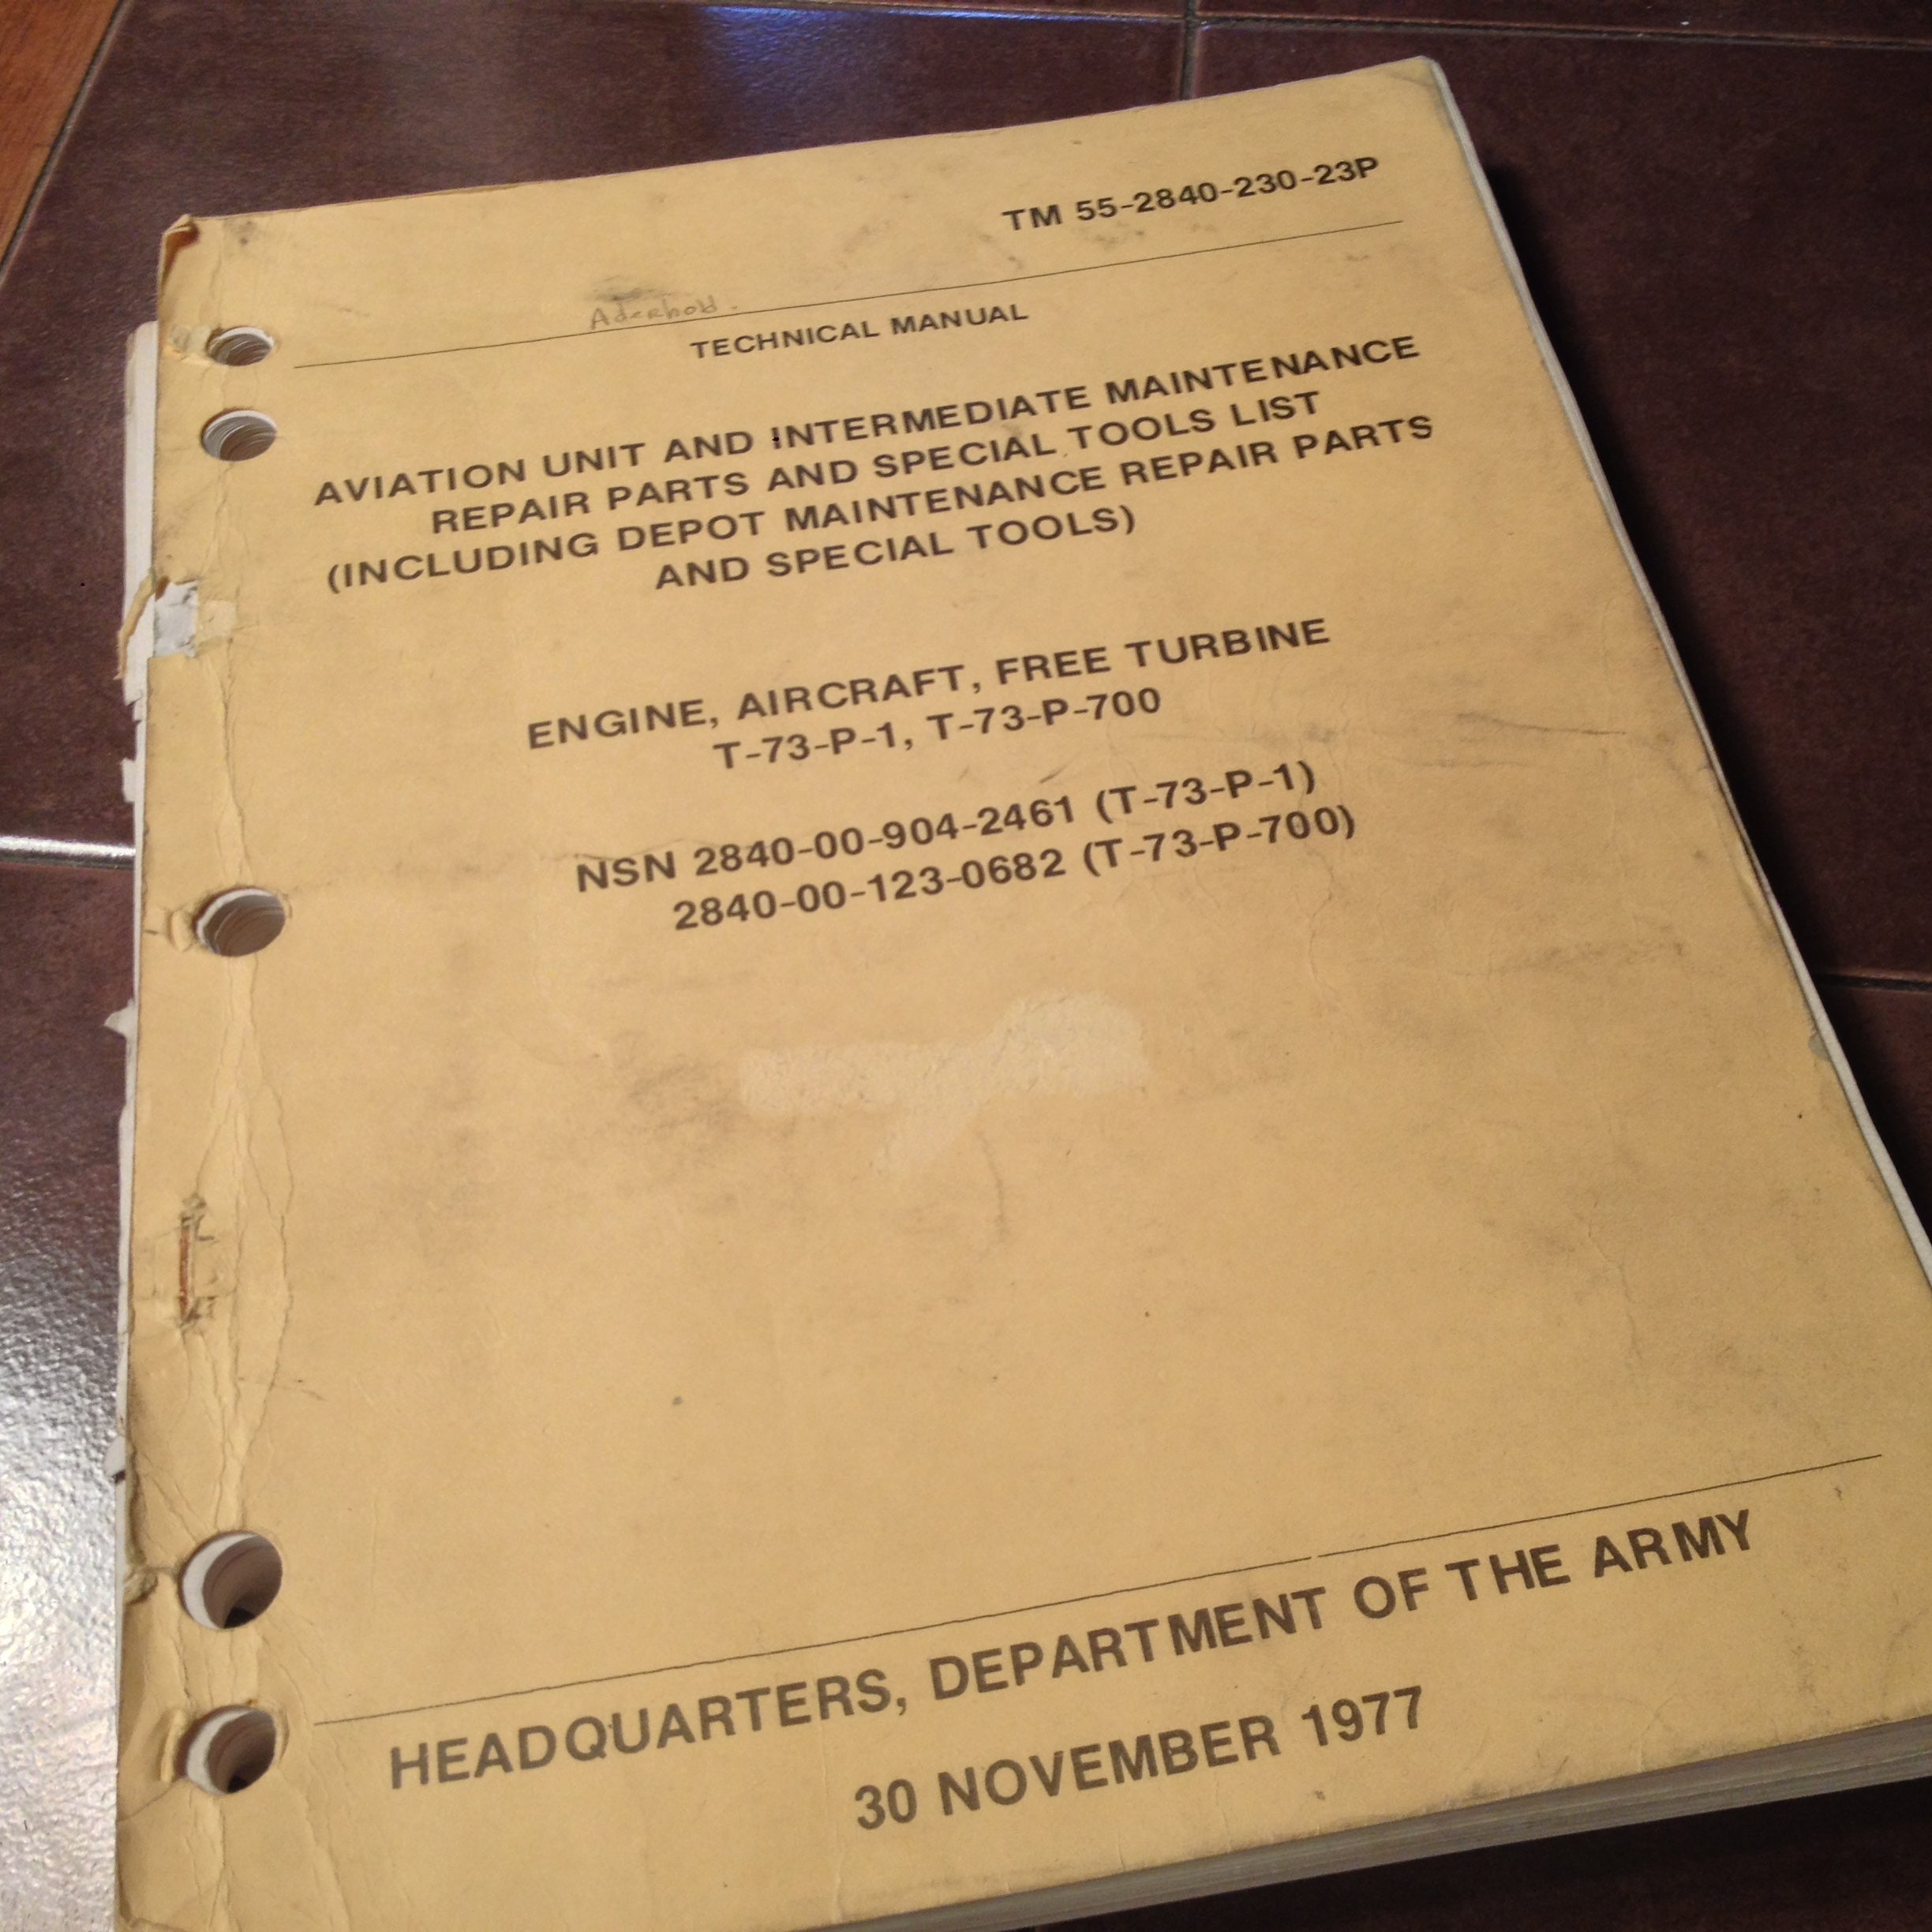 TM 55-2840-230-23P
Aderhold.
TECHNICAL MANUAL
AVIATION UNIT AND INTERMEDIATE MAINTENANCE
REPAIR PARTS AND SPECIAL TOOLS LIST
(INCLUDING DEPOT MAINTENANCE REPAIR PARTS
AND SPECIAL TOOLS)
ENGINE, AIRCRAFT, FREE TURBINE
T-73-P-1, T-73-P-700
NSN 2840-00-904-2461 (T-73-P-1)
2840-00-123-0682 (T-73-P-700)
HEADQUARTERS, DEPARTMENT OF THE ARMY
30 NOVEMBER 1977